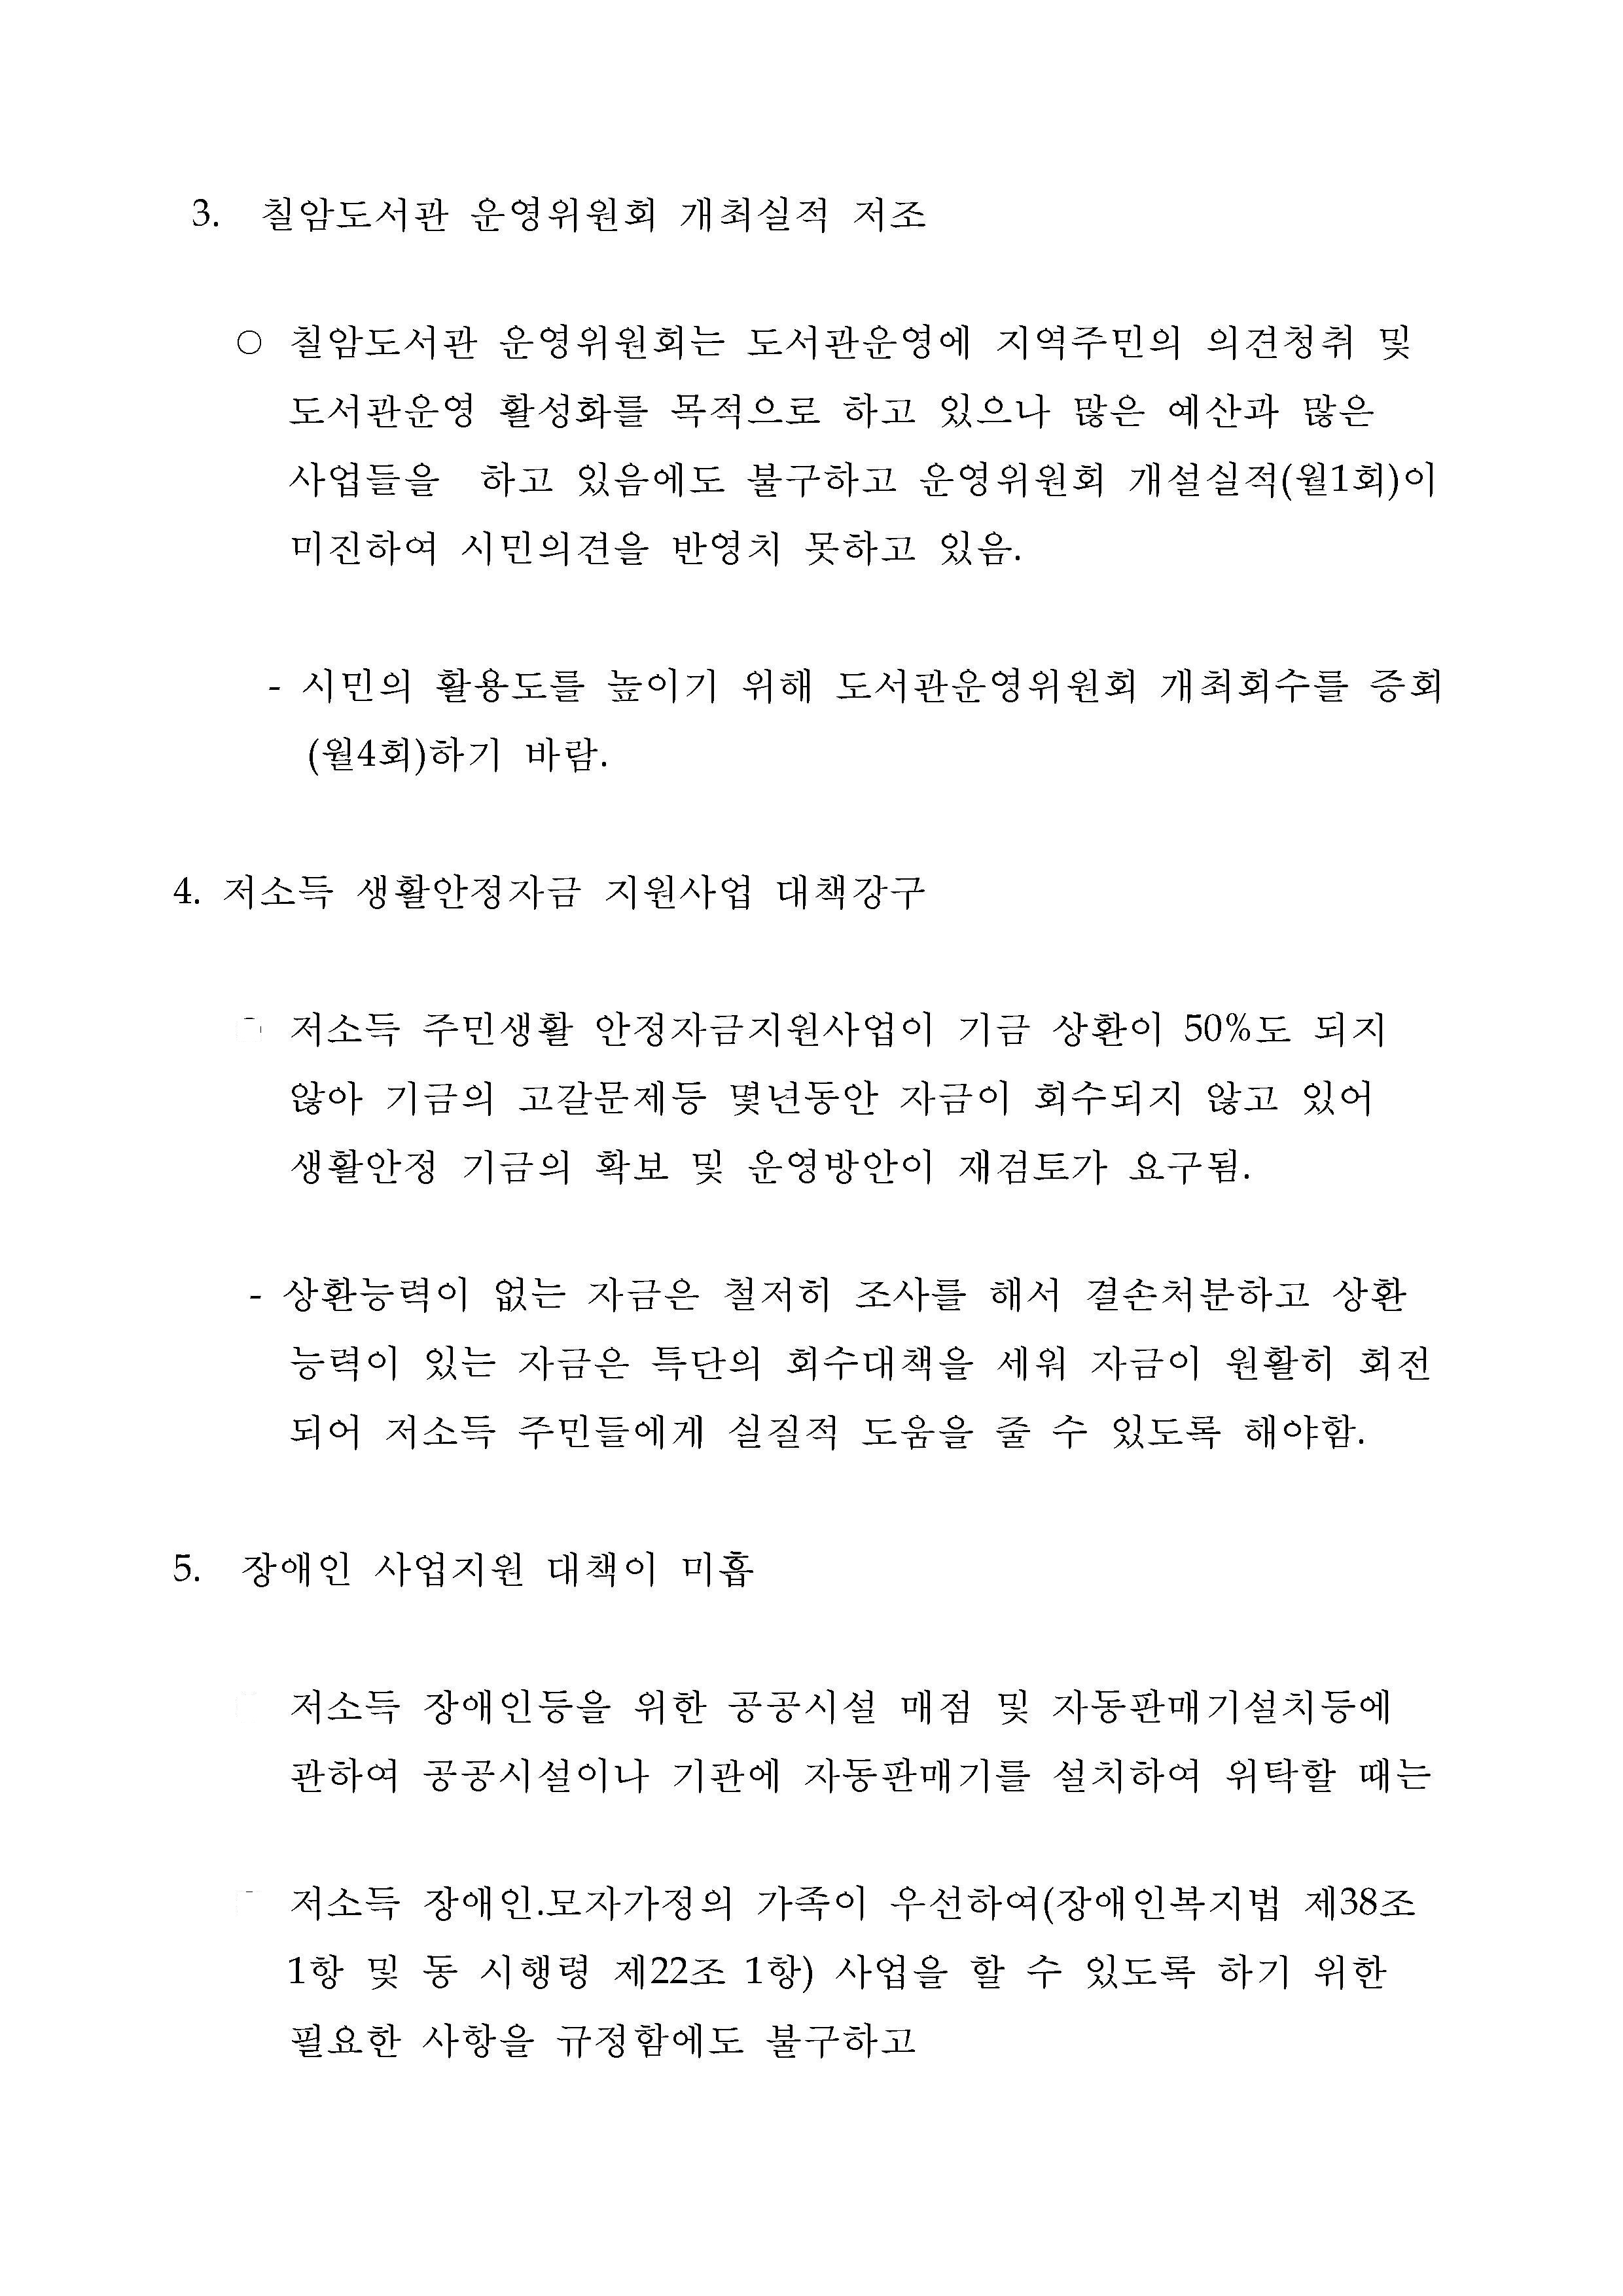 3. 칠암도서관 운영위원회 개최실적 저조
○ 칠암도서관 운영위원회는 도서관운영에 지역주민의 의견청취 및
도서관운영 활성화를 목적으로 하고 있으나 많은 예산과 많은
사업들을 하고 있음에도 불구하고 운영위원회 개설실적(월1회)이
미진하여 시민의견을 반영치 못하고 있음.
- 시민의 활용도를 높이기 위해 도서관운영위원회 개최회수를 증회
(월4회)하기 바람.
4. 저소득 생활안정자금 지원사업 대책강구
저소득 주민생활 안정자금지원사업이 기금 상환이 50%도 되지
않아 기금의 고갈문제등 몇년동안 자금이 회수되지 않고 있어
생활안정 기금의 확보 및 운영방안이 재검토가 요구됨.
- 상환능력이 없는 자금은 철저히 조사를 해서 결손처분하고 상환
능력이 있는 자금은 특단의 회수대책을 세워 자금이 원활히 회전
되어 저소득 주민들에게 실질적 도움을 줄 수 있도록 해야함.
5. 장애인 사업지원 대책이 미흡
저소득 장애인등을 위한 공공시설 매점 및 자동판매기설치등에
관하여 공공시설이나 기관에 자동판매기를 설치하여 위탁할 때는
저소득 장애인.모자가정의 가족이 우선하여(장애인복지법 제38조
1항 및 동 시행령 제22조 1항) 사업을 할 수 있도록 하기 위한
필요한 사항을 규정함에도 불구하고